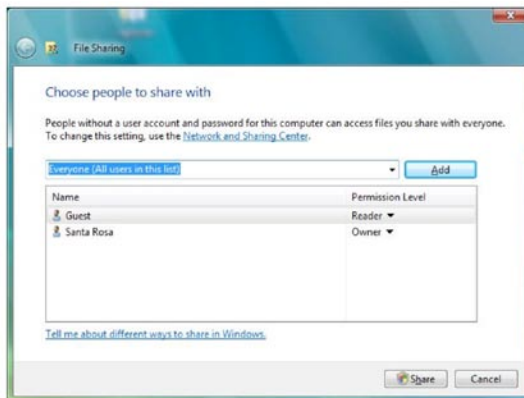 File Sharing
Choose people to share with
People without a user account and password for this computer can access files you share with everyone.
To change this setting, use the Network and Sharing Center.
Everyone (All users in this list)
Add
Name Permission Level
Guest Reader
Santa Rosa Owner
Tell me about different ways to share in Windows.
Share Cancel